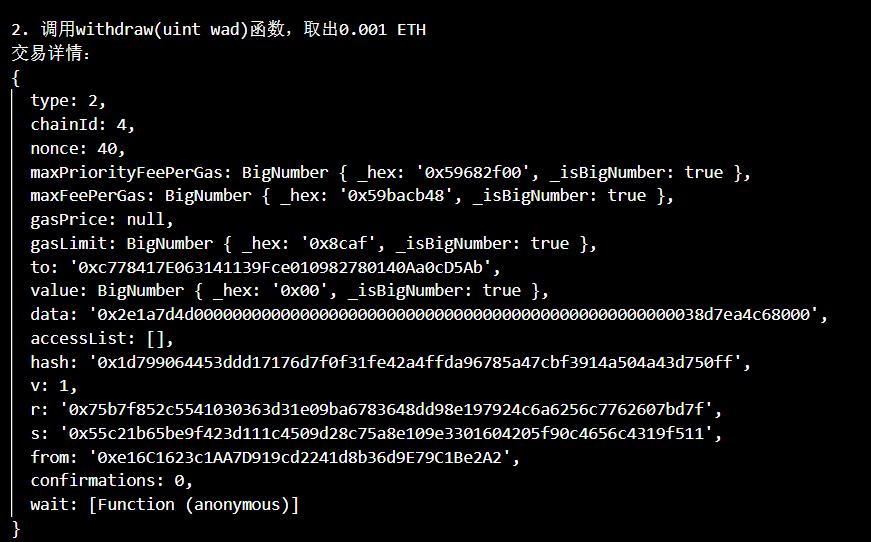 2. 调用withdraw(uint wad)函数，取出0.001 ETH
交易详情：
{
type: 2,
chainId: 4,
nonce: 40,
maxPriorityFeePerGas: BigNumber { _hex: '0x59682f00', _isBigNumber: true },
maxFeePerGas: BigNumber { _hex: '0x59bacb48', _isBigNumber: true },
gasPrice: null,
gasLimit: BigNumber { _hex: '0x8caf', _isBigNumber: true },
to: '0xc778417E063141139Fce010982780140Aa0cD5Ab',
value: BigNumber { _hex: '0x00', _isBigNumber: true },
data: '0x2e1a7d4d00000000000000000000000000000000000000000000000000038d7ea4c68000',
accessList: [],
hash: '0x1d799064453ddd17176d7f0f31fe42a4ffda96785a47cbf3914a504a43d750ff',
v: 1,
r: '0x75b7f852c5541030363d31e09ba6783648dd98e197924c6a6256c7762607bd7f',
s: '0x55c21b65be9f423d111c4509d28c75a8e109e3301604205f90c4656c4319f511',
from: '0xe16C1623c1AA7D919cd2241d8b36d9E79C1Be2A2',
confirmations: 0,
wait: [Function (anonymous)]
}